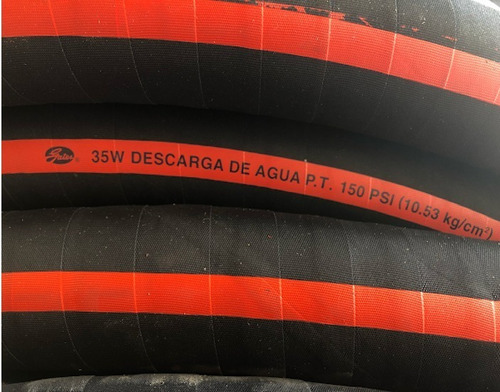 Gates® 35W DESCARGA DE AGUA P.T. 150 PSI (10.53 kg/cm²)